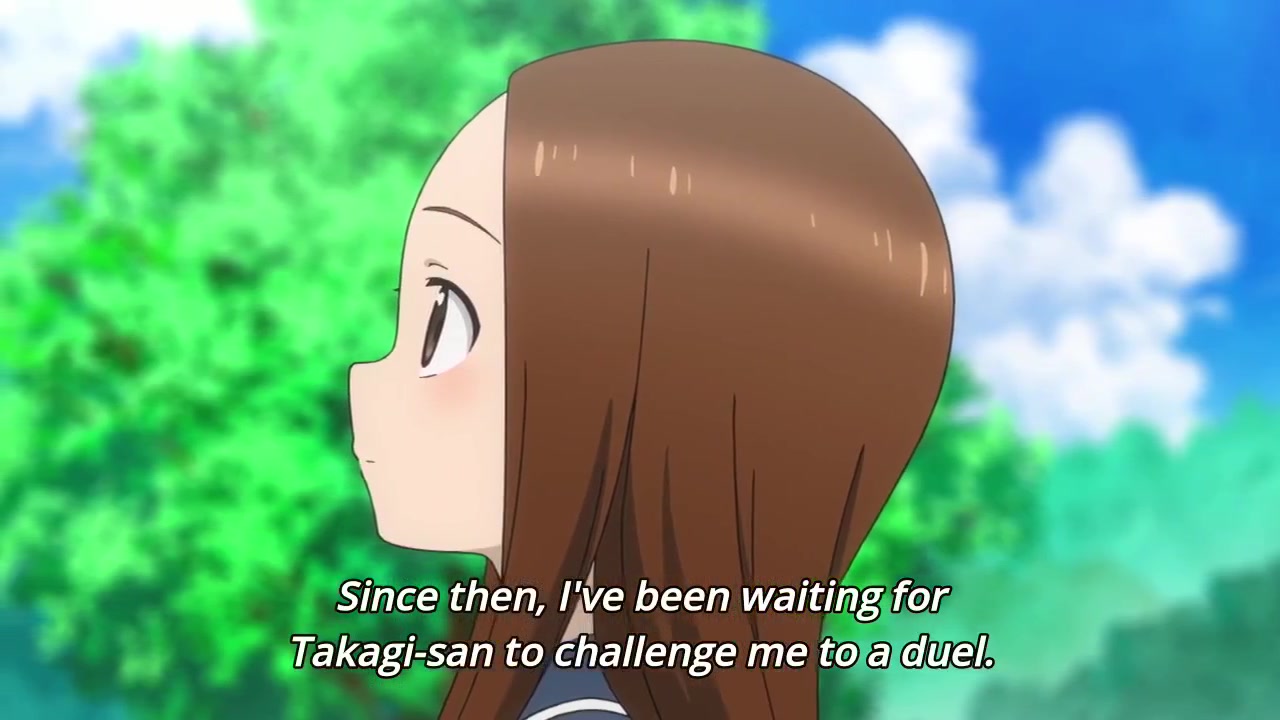 Since then, I've been waiting for
Takagi-san to challenge me to a duel.